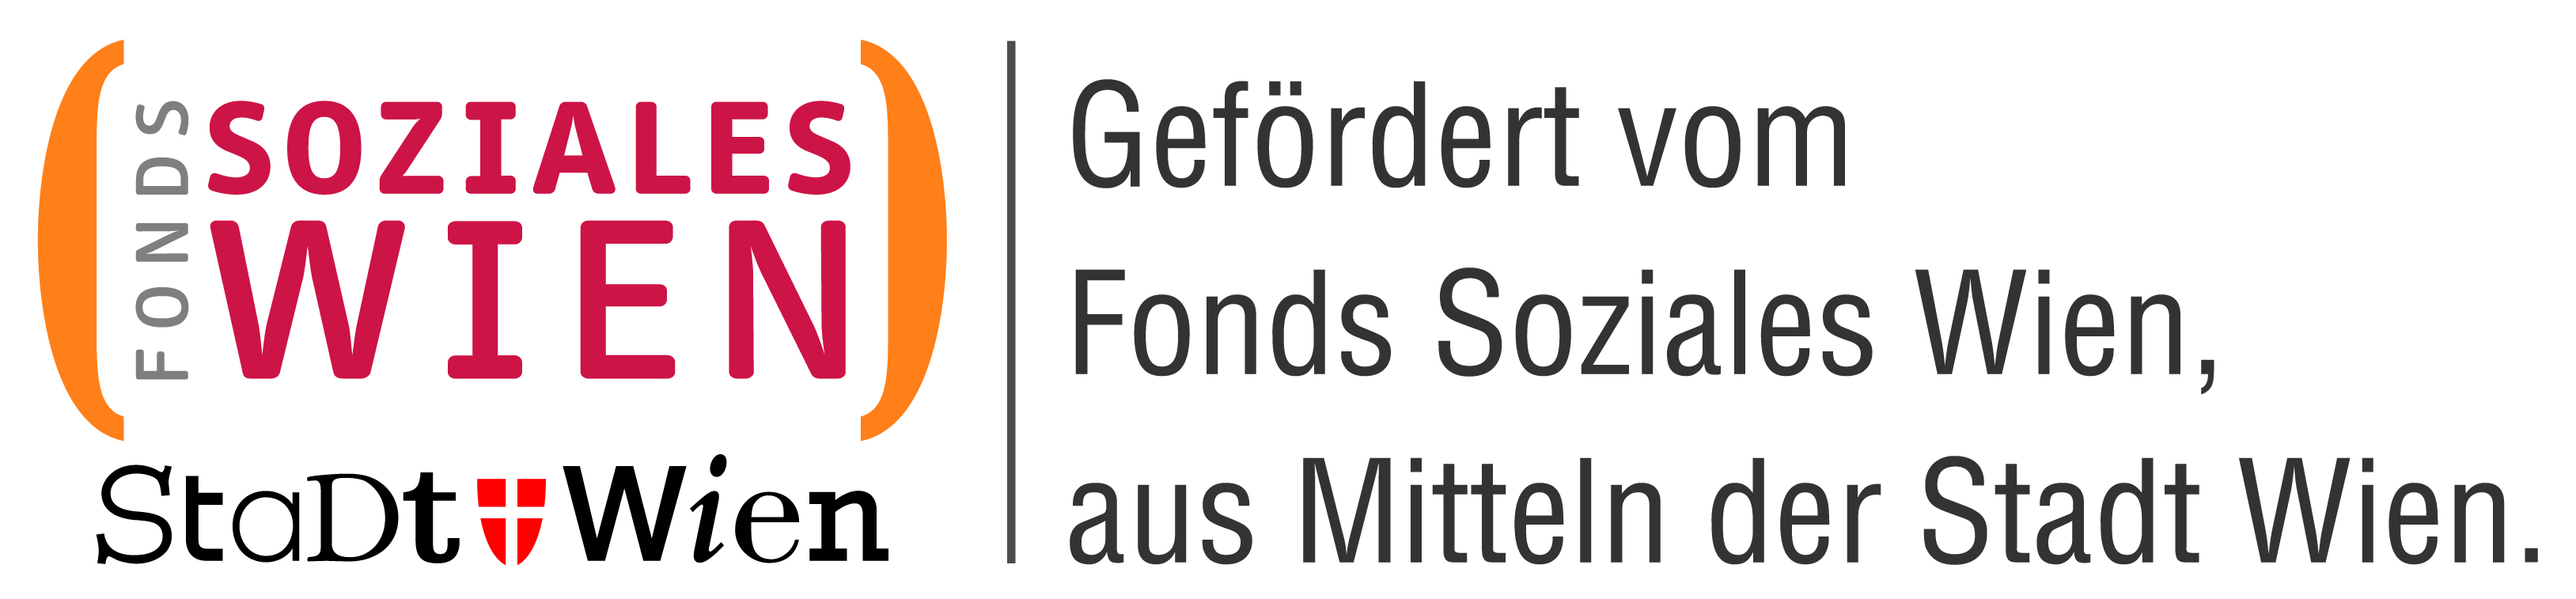 FONDS
SOZIALES
WIEN
StaDt Wien
Gefördert vom
Fonds Soziales Wien,
aus Mitteln der Stadt Wien.